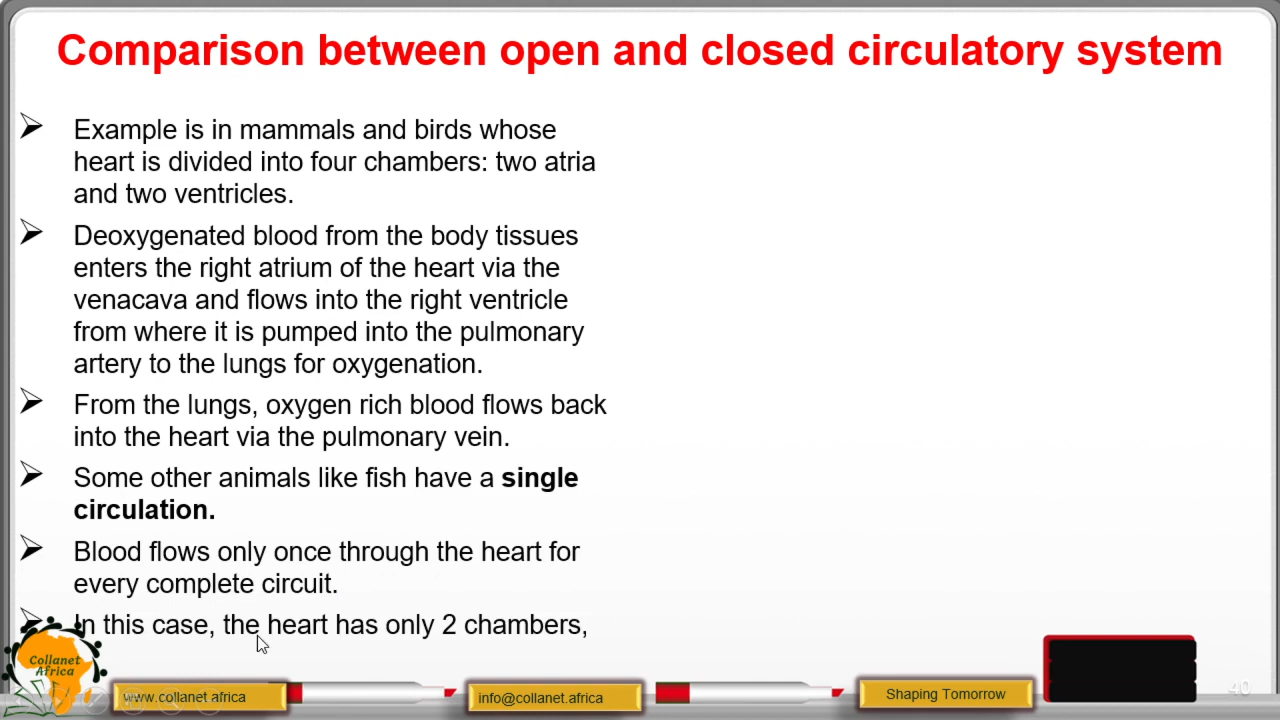 Comparison between open and closed circulatory system
Example is in mammals and birds whose
heart is divided into four chambers: two atria
and two ventricles.
Deoxygenated blood from the body tissues
enters the right atrium of the heart via the
venacava and flows into the right ventricle
from where it is pumped into the pulmonary
artery to the lungs for oxygenation.
From the lungs, oxygen rich blood flows back
into the heart via the pulmonary vein.
Some other animals like fish have a single
circulation.
Blood flows only once through the heart for
every complete circuit.
In this case, the heart has only 2 chambers,
Collanet
Africa
www.collanet.africa
info@collanet.africa
Shaping Tomorrow
40